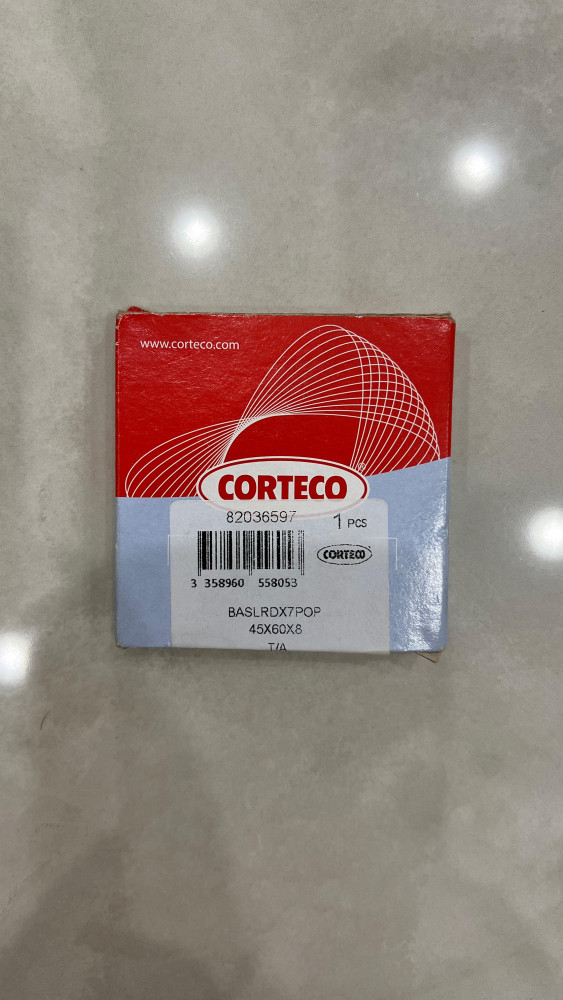 www.corteco.com
CORTECO®
82036597 1 PCS
CORTECO
3 358960 558053
BASLRDX7POP
45X60X8
T/A